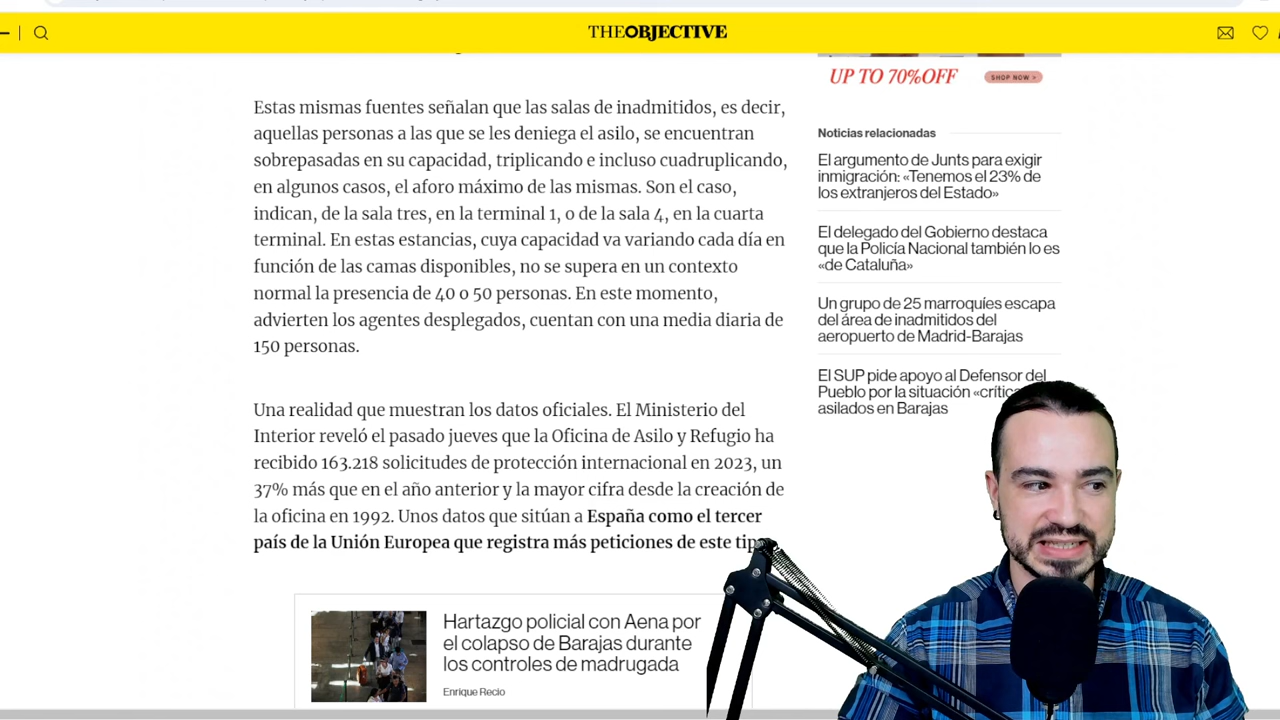 THEOBJECTIVE
UP TO 70%OFF
SHOP NOW >
Estas mismas fuentes señalan que las salas de inadmitidos, es decir,
aquellas personas a las que se les deniega el asilo, se encuentran
sobrepasadas en su capacidad, triplicando e incluso cuadruplicando,
en algunos casos, el aforo máximo de las mismas. Son el caso,
indican, de la sala tres, en la terminal 1, o de la sala 4, en la cuarta
terminal. En estas estancias, cuya capacidad va variando cada día en
función de las camas disponibles, no se supera en un contexto
normal la presencia de 40 o 50 personas. En este momento,
advierten los agentes desplegados, cuentan con una media diaria de
150 personas.
Una realidad que muestran los datos oficiales. El Ministerio del
Interior reveló el pasado jueves que la Oficina de Asilo y Refugio ha
recibido 163.218 solicitudes de protección internacional en 2023, un
37% más que en el año anterior y la mayor cifra desde la creación de
la oficina en 1992. Unos datos que sitúan a España como el tercer
país de la Unión Europea que registra más peticiones de este
Hartazgo policial con Aena por
el colapso de Barajas durante
los controles de madrugada
Enrique Recio
Noticias relacionadas
El argumento de Junts para exigir
inmigración: «Tenemos el 23% de
los extranjeros del Estado»
El delegado del Gobierno destaca
que la Policía Nacional también lo es
«de Cataluña»
Un grupo de 25 marroquíes escapa
del área de inadmitidos del
aeropuerto de Madrid-Barajas
El SUP pide apoyo al Defensor del
Pueblo por la situación
asilados en Barajas